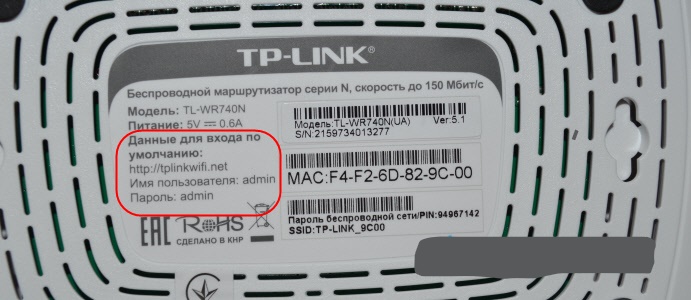 TP-LINK®
Беспроводной маршрутизатор серии N, скорость до 150 Мбит/с
Модель: TL-WR740N
Питание: 5V ⎓ 0.6A
Данные для входа по
умолчанию:
http://tplinkwifi.net
Имя пользователя: admin
Пароль: admin
EAC RoHS
СДЕЛАНО В КНР
Модель:TL-WR740N(UA) Ver:5.1
S/N:2159734013277
MAC:F4-F2-6D-82-9C-00
Пароль беспроводной сети/PIN:94967142
SSID:TP-LINK_9C00